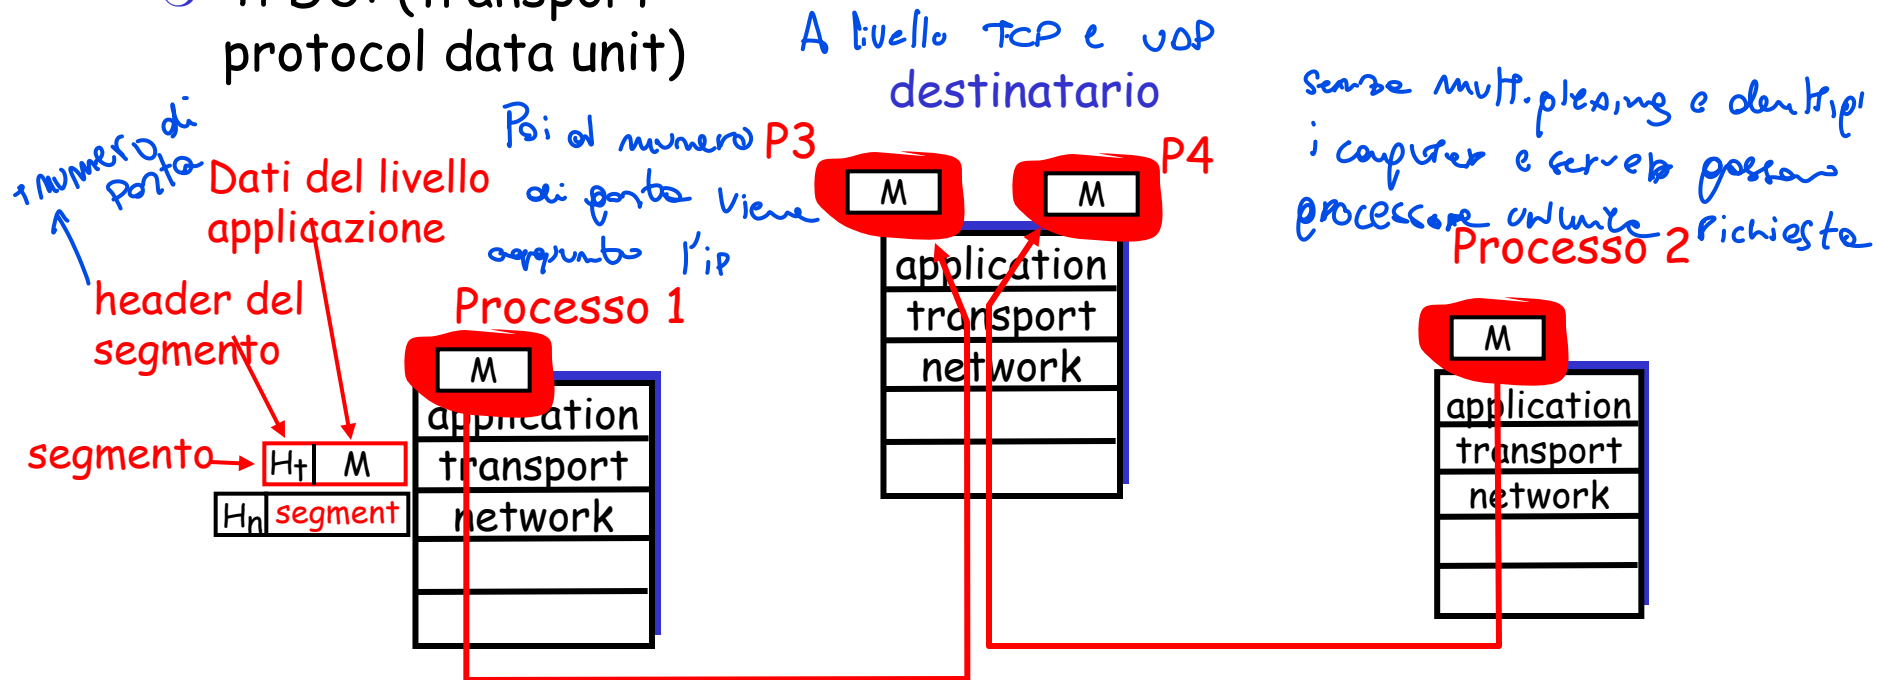 protocol data unit)
A livello TCP e UDP
destinatario
senza multiplexing e
i computer e server possono
processare un'unica richiesta
+ numero di
porta
Poi al numero
di porta viene
aggiunto l'ip
P3
P4
M
M
Dati del livello
applicazione
header del
segmento
Processo 1
Processo 2
M
M
application
transport
network
application
transport
network
application
transport
network
segmento
Ht M
Hn segment